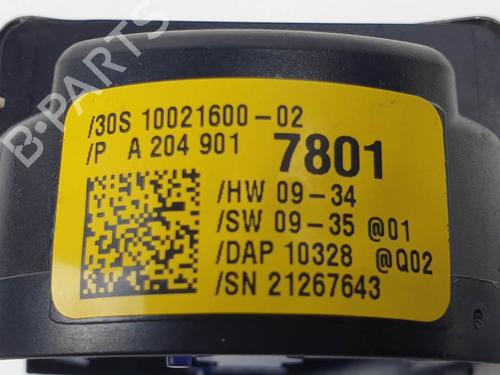 B-PARTS
/30S 10021600-02
/P A 204 901 7801
/HW 09-34
/SW 09-35 @01
/DAP 10328 @Q02
/SN 21267643